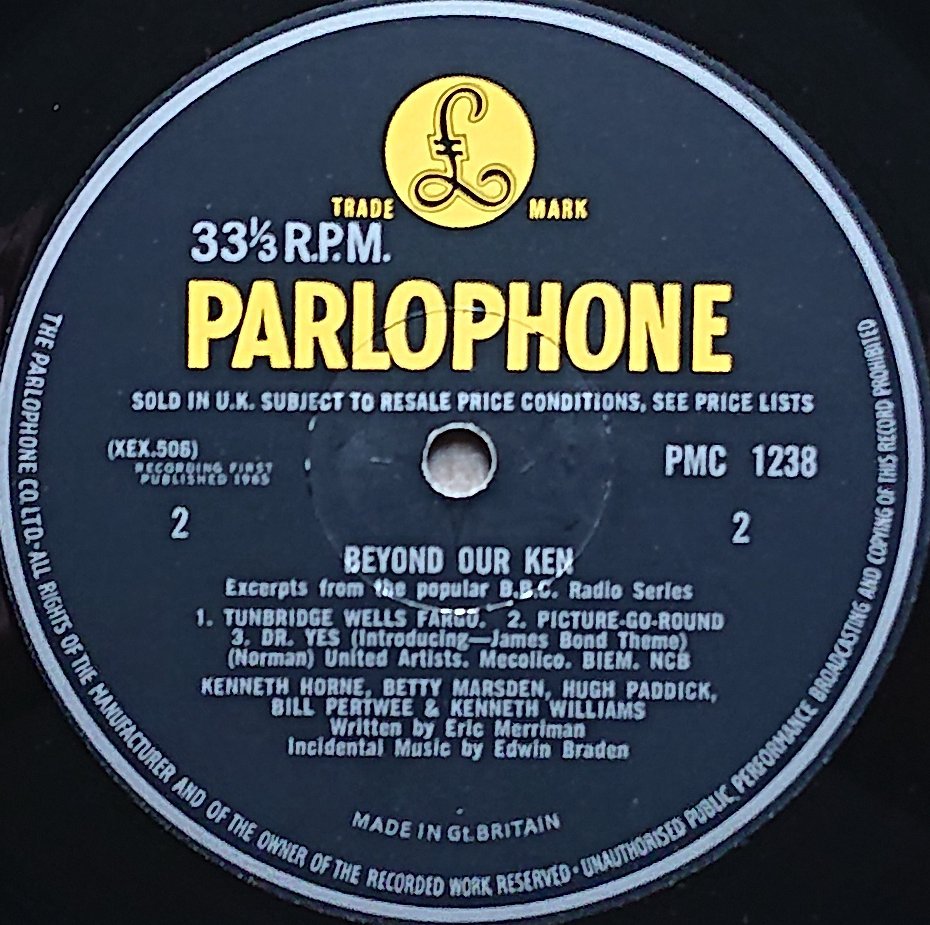 £
TRADE MARK
33⅓ R.P.M.
PARLOPHONE
SOLD IN U.K. SUBJECT TO RESALE PRICE CONDITIONS, SEE PRICE LISTS
(XEX.506)
RECORDING FIRST
PUBLISHED 1965
PMC 1238
2
2
BEYOND OUR KEN
Excerpts from the popular B.B.C. Radio Series
1. TUNBRIDGE WELLS FARGO. 2. PICTURE-GO-ROUND
3. DR. YES (Introducing—James Bond Theme)
(Norman) United Artists. Mecolico. BIEM. NCB
KENNETH HORNE, BETTY MARSDEN, HUGH PADDICK,
BILL PERTWEE & KENNETH WILLIAMS
Written by Eric Merriman
Incidental Music by Edwin Braden
MADE IN Gt. BRITAIN
THE PARLOPHONE CO. LTD. · ALL RIGHTS OF THE MANUFACTURER AND OF THE OWNER OF THE RECORDED WORK RESERVED · UNAUTHORISED PUBLIC PERFORMANCE BROADCASTING AND COPYING OF THIS RECORD PROHIBITED